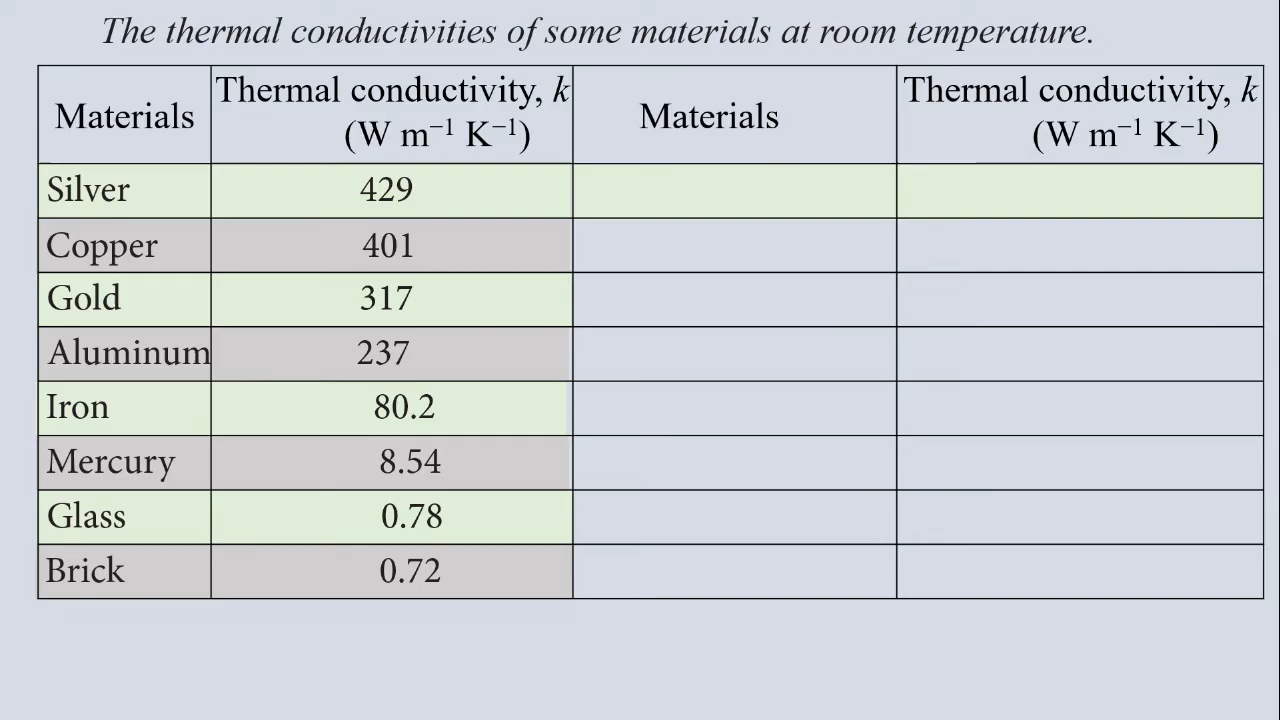 The thermal conductivities of some materials at room temperature.
Materials
Thermal conductivity, k
(W m⁻¹ K⁻¹)
Materials
Thermal conductivity, k
(W m⁻¹ K⁻¹)
Silver 429
Copper 401
Gold 317
Aluminum 237
Iron 80.2
Mercury 8.54
Glass 0.78
Brick 0.72